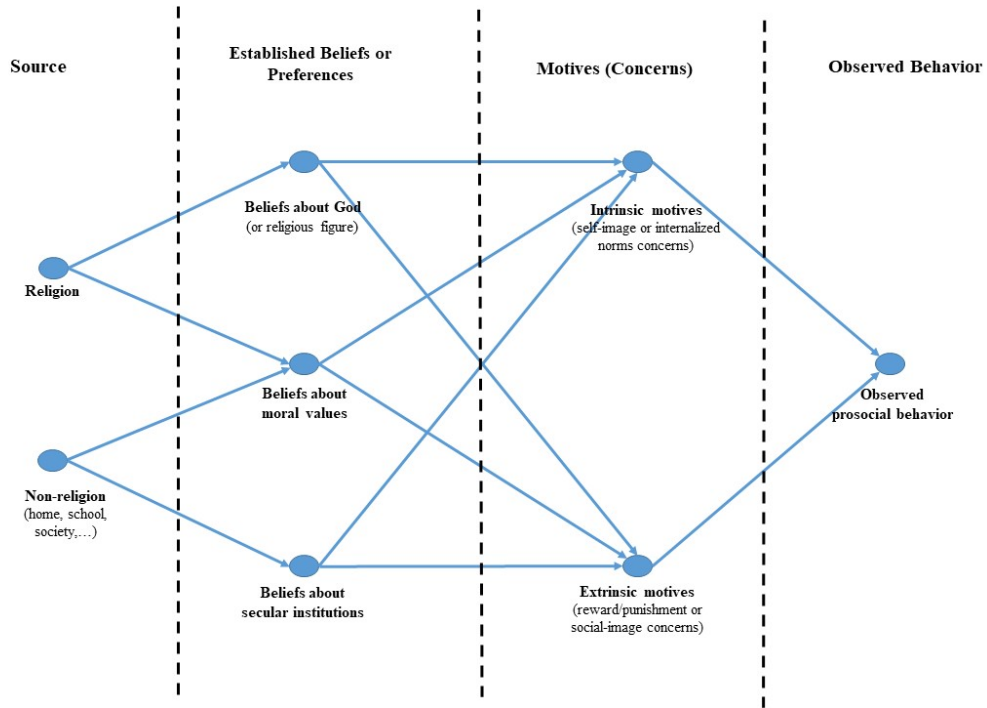 Source
Established Beliefs or
Preferences
Motives (Concerns)
Observed Behavior
Beliefs about God
(or religious figure)
Intrinsic motives
(self-image or internalized
norms concerns)
Religion
Beliefs about
moral values
Observed
prosocial behavior
Non-religion
(home, school,
society,…)
Beliefs about
secular institutions
Extrinsic motives
(reward/punishment or
social-image concerns)